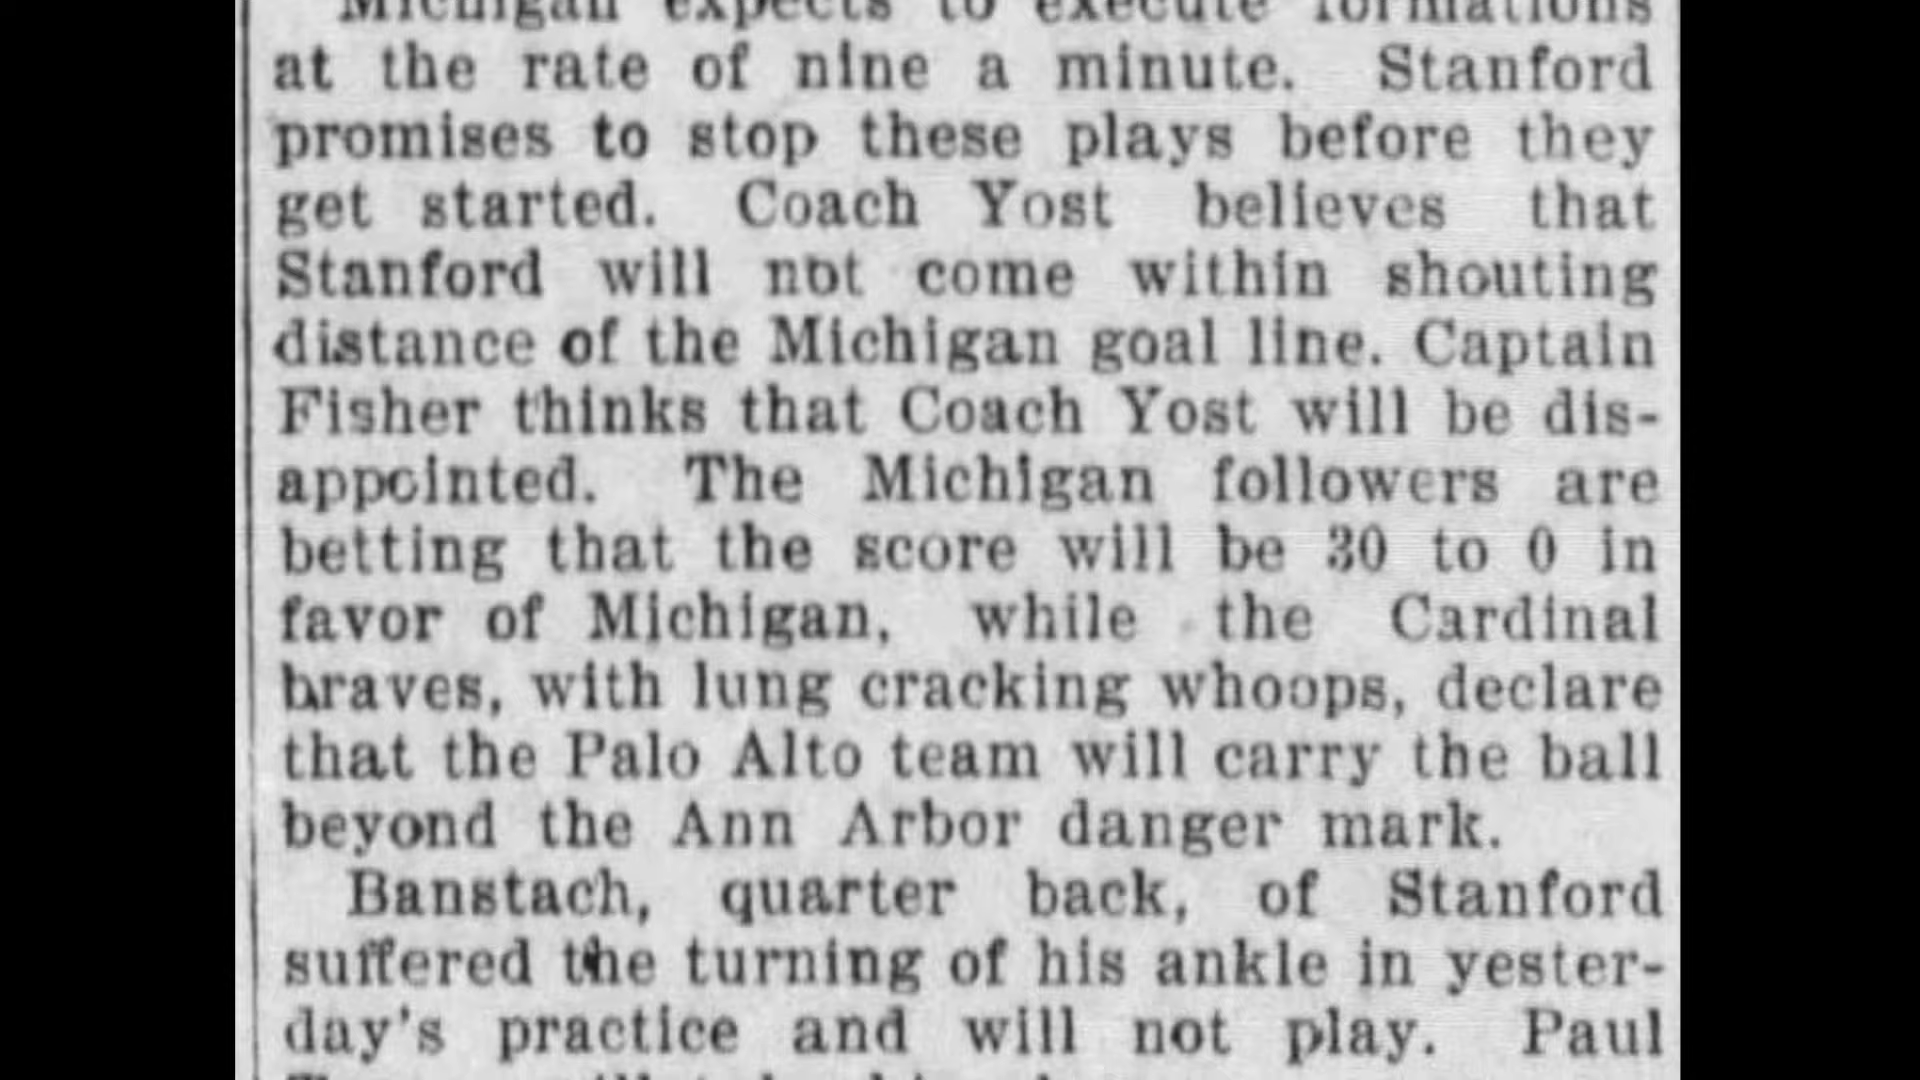 Michigan expects to execute formations
at the rate of nine a minute. Stanford
promises to stop these plays before they
get started. Coach Yost believes that
Stanford will not come within shouting
distance of the Michigan goal line. Captain
Fisher thinks that Coach Yost will be dis-
appointed. The Michigan followers are
betting that the score will be 30 to 0 in
favor of Michigan, while the Cardinal
braves, with lung cracking whoops, declare
that the Palo Alto team will carry the ball
beyond the Ann Arbor danger mark.
Banstach, quarter back, of Stanford
suffered the turning of his ankle in yester-
day's practice and will not play. Paul